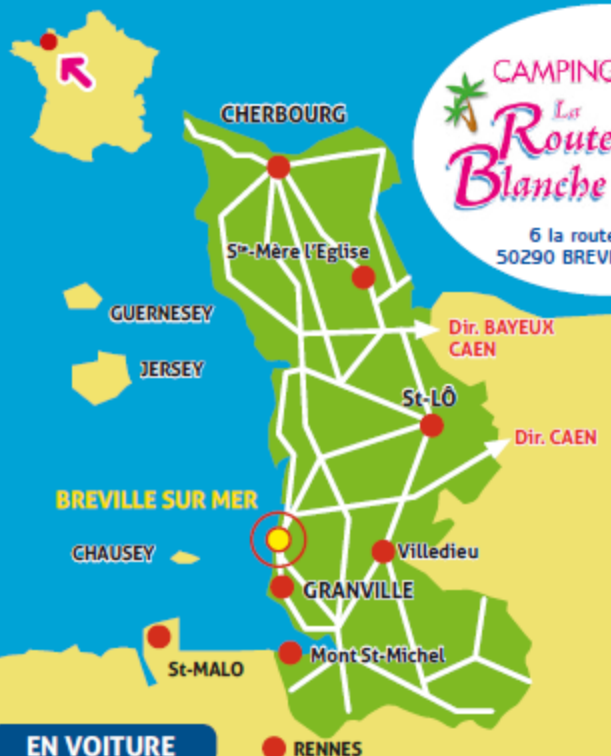 CAMPING
La
Route
Blanche
6 la route
50290 BREVI
CHERBOURG
Ste-Mère l'Eglise
GUERNESEY
Dir. BAYEUX
CAEN
JERSEY
St-LÔ
Dir. CAEN
BREVILLE SUR MER
CHAUSEY
Villedieu
GRANVILLE
St-MALO
Mont St-Michel
EN VOITURE
RENNES